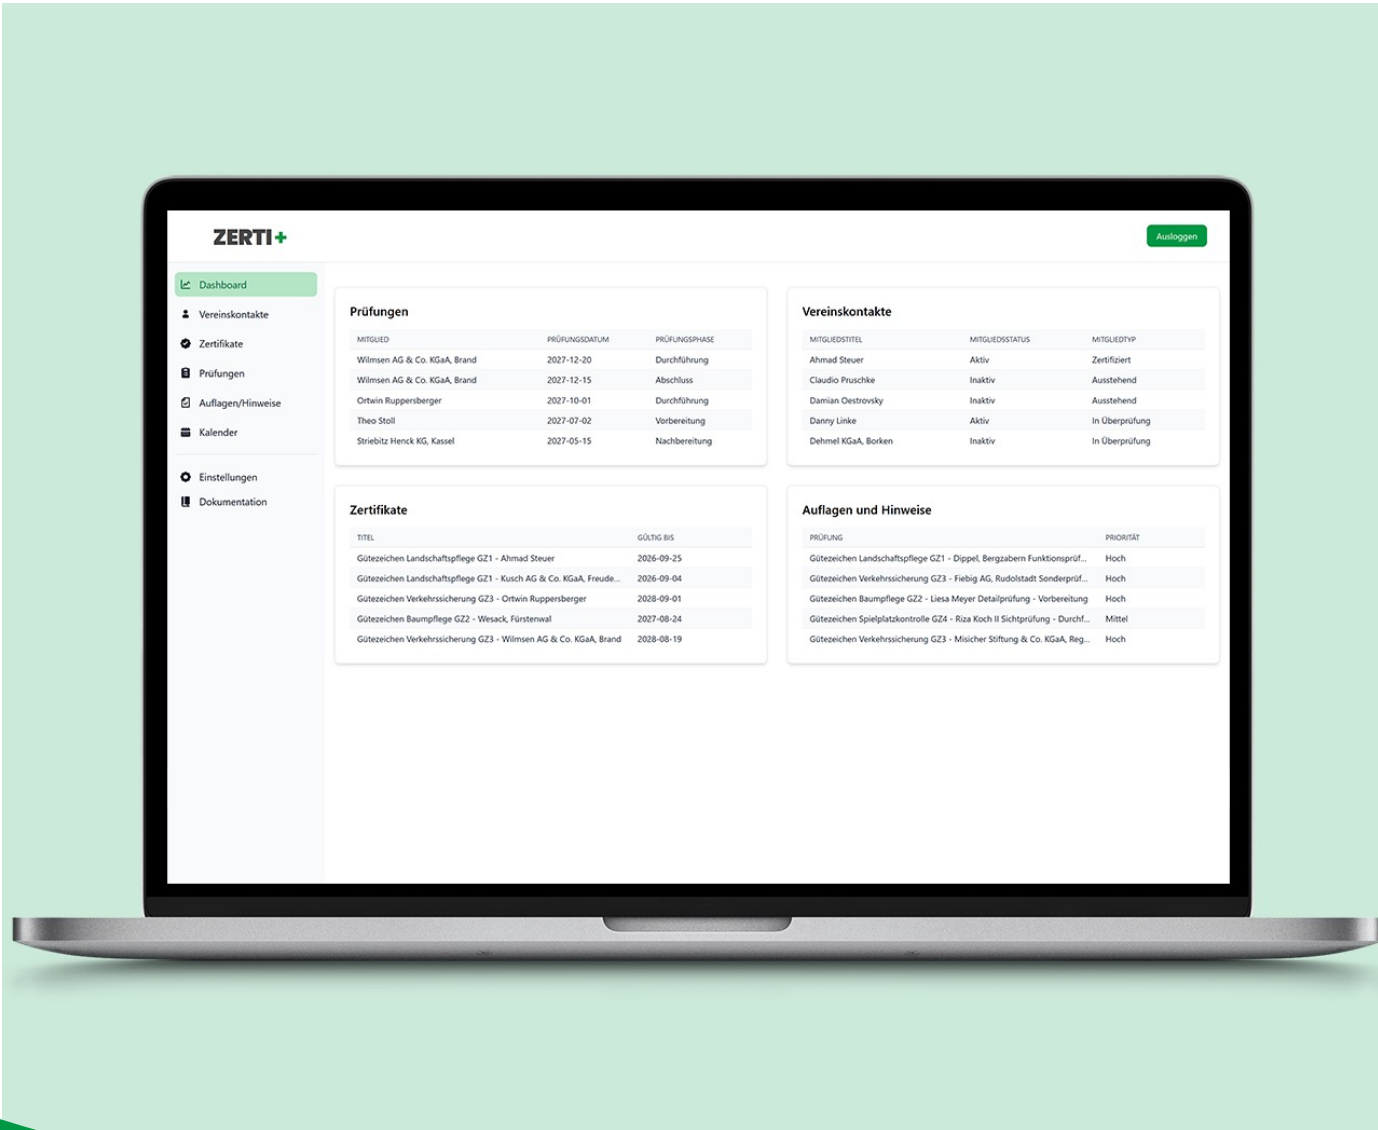 ZERTI+
Ausloggen
Dashboard
Vereinskontakte
Zertifikate
Prüfungen
Auflagen/Hinweise
Kalender
Einstellungen
Dokumentation
Prüfungen
MITGLIED PRÜFUNGSDATUM PRÜFUNGSPHASE
Wilmsen AG & Co. KGaA, Brand 2027-12-20 Durchführung
Wilmsen AG & Co. KGaA, Brand 2027-12-15 Abschluss
Ortwin Ruppersberger 2027-10-01 Durchführung
Theo Stoll 2027-07-02 Vorbereitung
Striebitz Henck KG, Kassel 2027-05-15 Nachbereitung
Vereinskontakte
MITGLIEDSTITEL MITGLIEDSSTATUS MITGLIEDTYP
Ahmad Steuer Aktiv Zertifiziert
Claudio Pruschke Inaktiv Ausstehend
Damian Oestrovsky Inaktiv Ausstehend
Danny Linke Aktiv In Überprüfung
Dehmel KGaA, Borken Inaktiv In Überprüfung
Zertifikate
TITEL GÜLTIG BIS
Gütezeichen Landschaftspflege GZ1 - Ahmad Steuer 2026-09-25
Gütezeichen Landschaftspflege GZ1 - Kusch AG & Co. KGaA, Freude... 2026-09-04
Gütezeichen Verkehrssicherung GZ3 - Ortwin Ruppersberger 2028-09-01
Gütezeichen Baumpflege GZ2 - Wesack, Fürstenwal 2027-08-24
Gütezeichen Verkehrssicherung GZ3 - Wilmsen AG & Co. KGaA, Brand 2028-08-19
Auflagen und Hinweise
PRÜFUNG PRIORITÄT
Gütezeichen Landschaftspflege GZ1 - Dippel, Bergzabern Funktionsprüf... Hoch
Gütezeichen Verkehrssicherung GZ3 - Fiebig AG, Rudolstadt Sonderprüf... Hoch
Gütezeichen Baumpflege GZ2 - Liesa Meyer Detailprüfung - Vorbereitung Hoch
Gütezeichen Spielplatzkontrolle GZ4 - Riza Koch II Sichtprüfung - Durchf... Mittel
Gütezeichen Verkehrssicherung GZ3 - Misicher Stiftung & Co. KGaA, Reg... Hoch